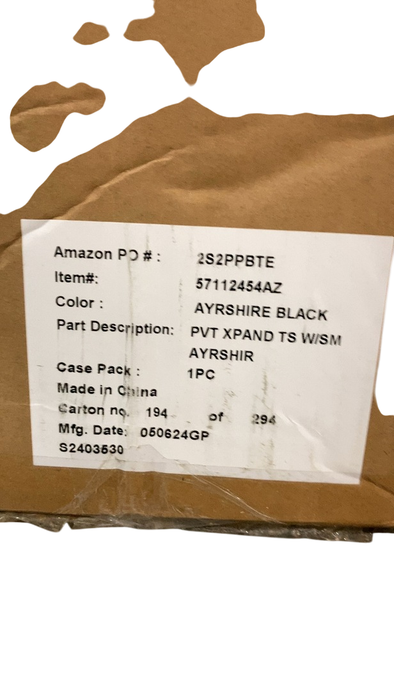 Amazon PO # : 2S2PPBTE
Item#: 57112454AZ
Color : AYRSHIRE BLACK
Part Description: PVT XPAND TS W/SM
AYRSHIR
Case Pack : 1PC
Made in China
Carton no. 194 of 294
Mfg. Date: 050624GP
S2403530